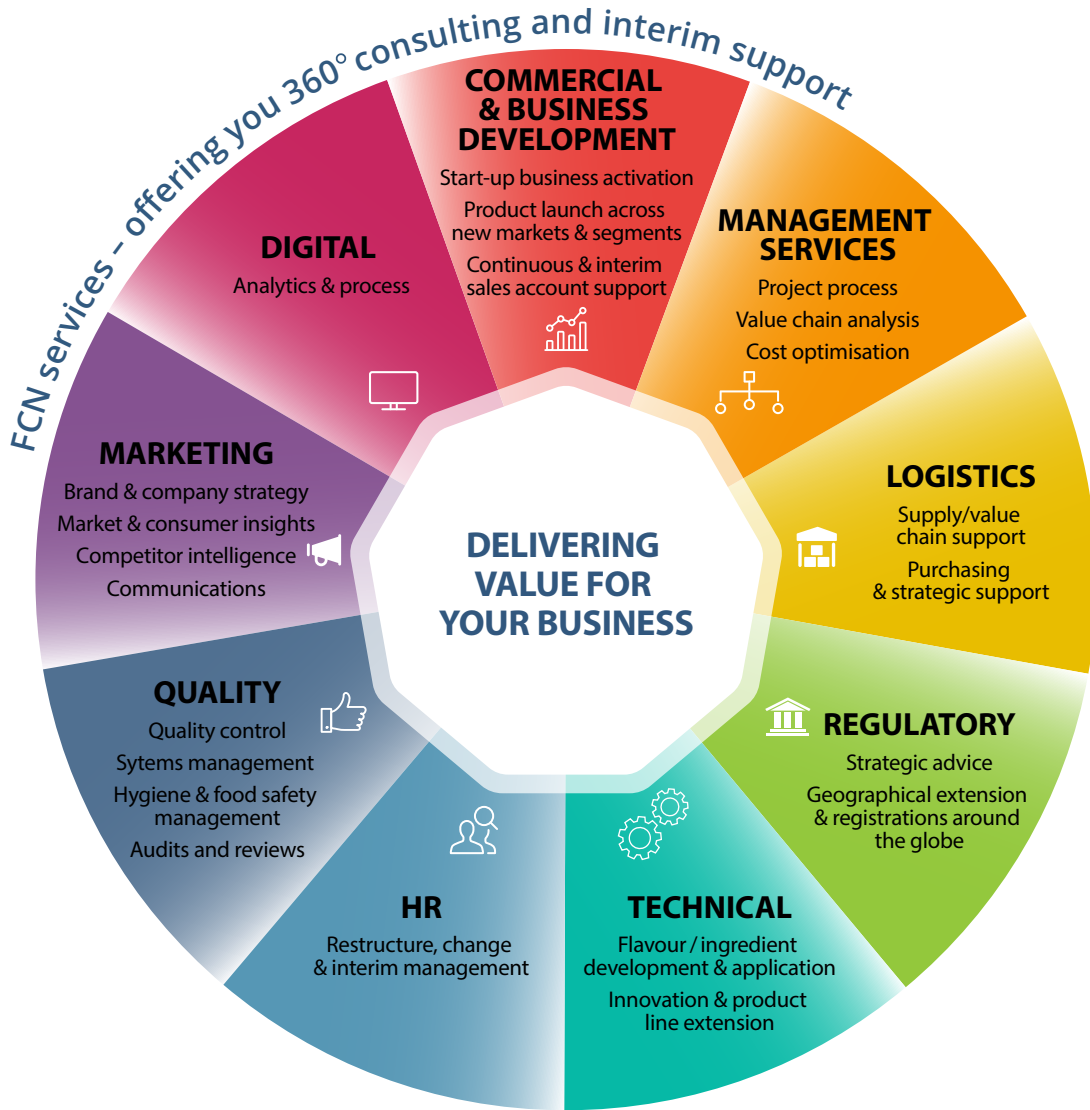 FCN services – offering you 360° consulting and interim support
COMMERCIAL
& BUSINESS
DEVELOPMENT
Start-up business activation
Product launch across
new markets & segments
Continuous & interim
sales account support
MANAGEMENT
SERVICES
Project process
Value chain analysis
Cost optimisation
LOGISTICS
Supply/value
chain support
Purchasing
& strategic support
REGULATORY
Strategic advice
Geographical extension
& registrations around
the globe
TECHNICAL
Flavour / ingredient
development & application
Innovation & product
line extension
HR
Restructure, change
& interim management
QUALITY
Quality control
Sytems management
Hygiene & food safety
management
Audits and reviews
MARKETING
Brand & company strategy
Market & consumer insights
Competitor intelligence
Communications
DIGITAL
Analytics & process
DELIVERING
VALUE FOR
YOUR BUSINESS